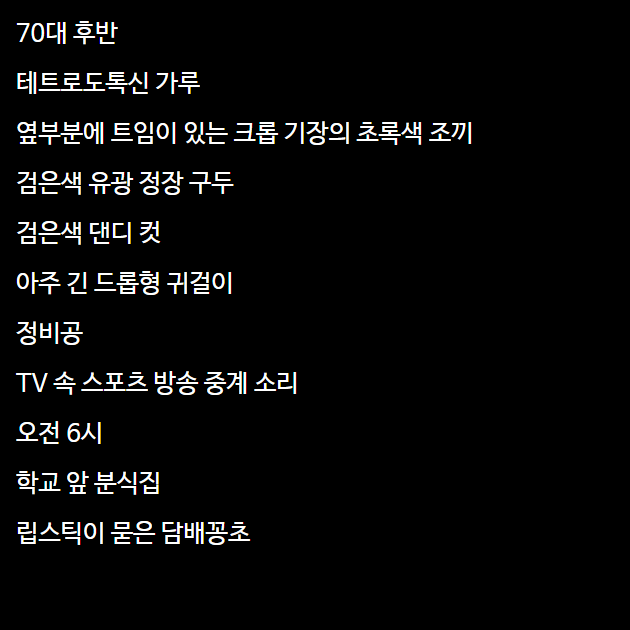 70대 후반
테트로도톡신 가루
옆부분에 트임이 있는 크롭 기장의 초록색 조끼
검은색 유광 정장 구두
검은색 댄디 컷
아주 긴 드롭형 귀걸이
정비공
TV 속 스포츠 방송 중계 소리
오전 6시
학교 앞 분식집
립스틱이 묻은 담배꽁초